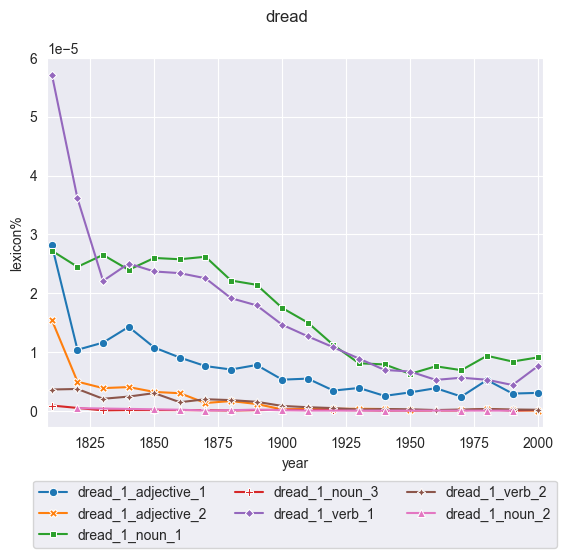 dread
1e−5
6
5
4
3
2
1
0
lexicon%
1825 1850 1875 1900 1925 1950 1975 2000
year
dread_1_adjective_1 dread_1_noun_3 dread_1_verb_2
dread_1_adjective_2 dread_1_verb_1 dread_1_noun_2
dread_1_noun_1